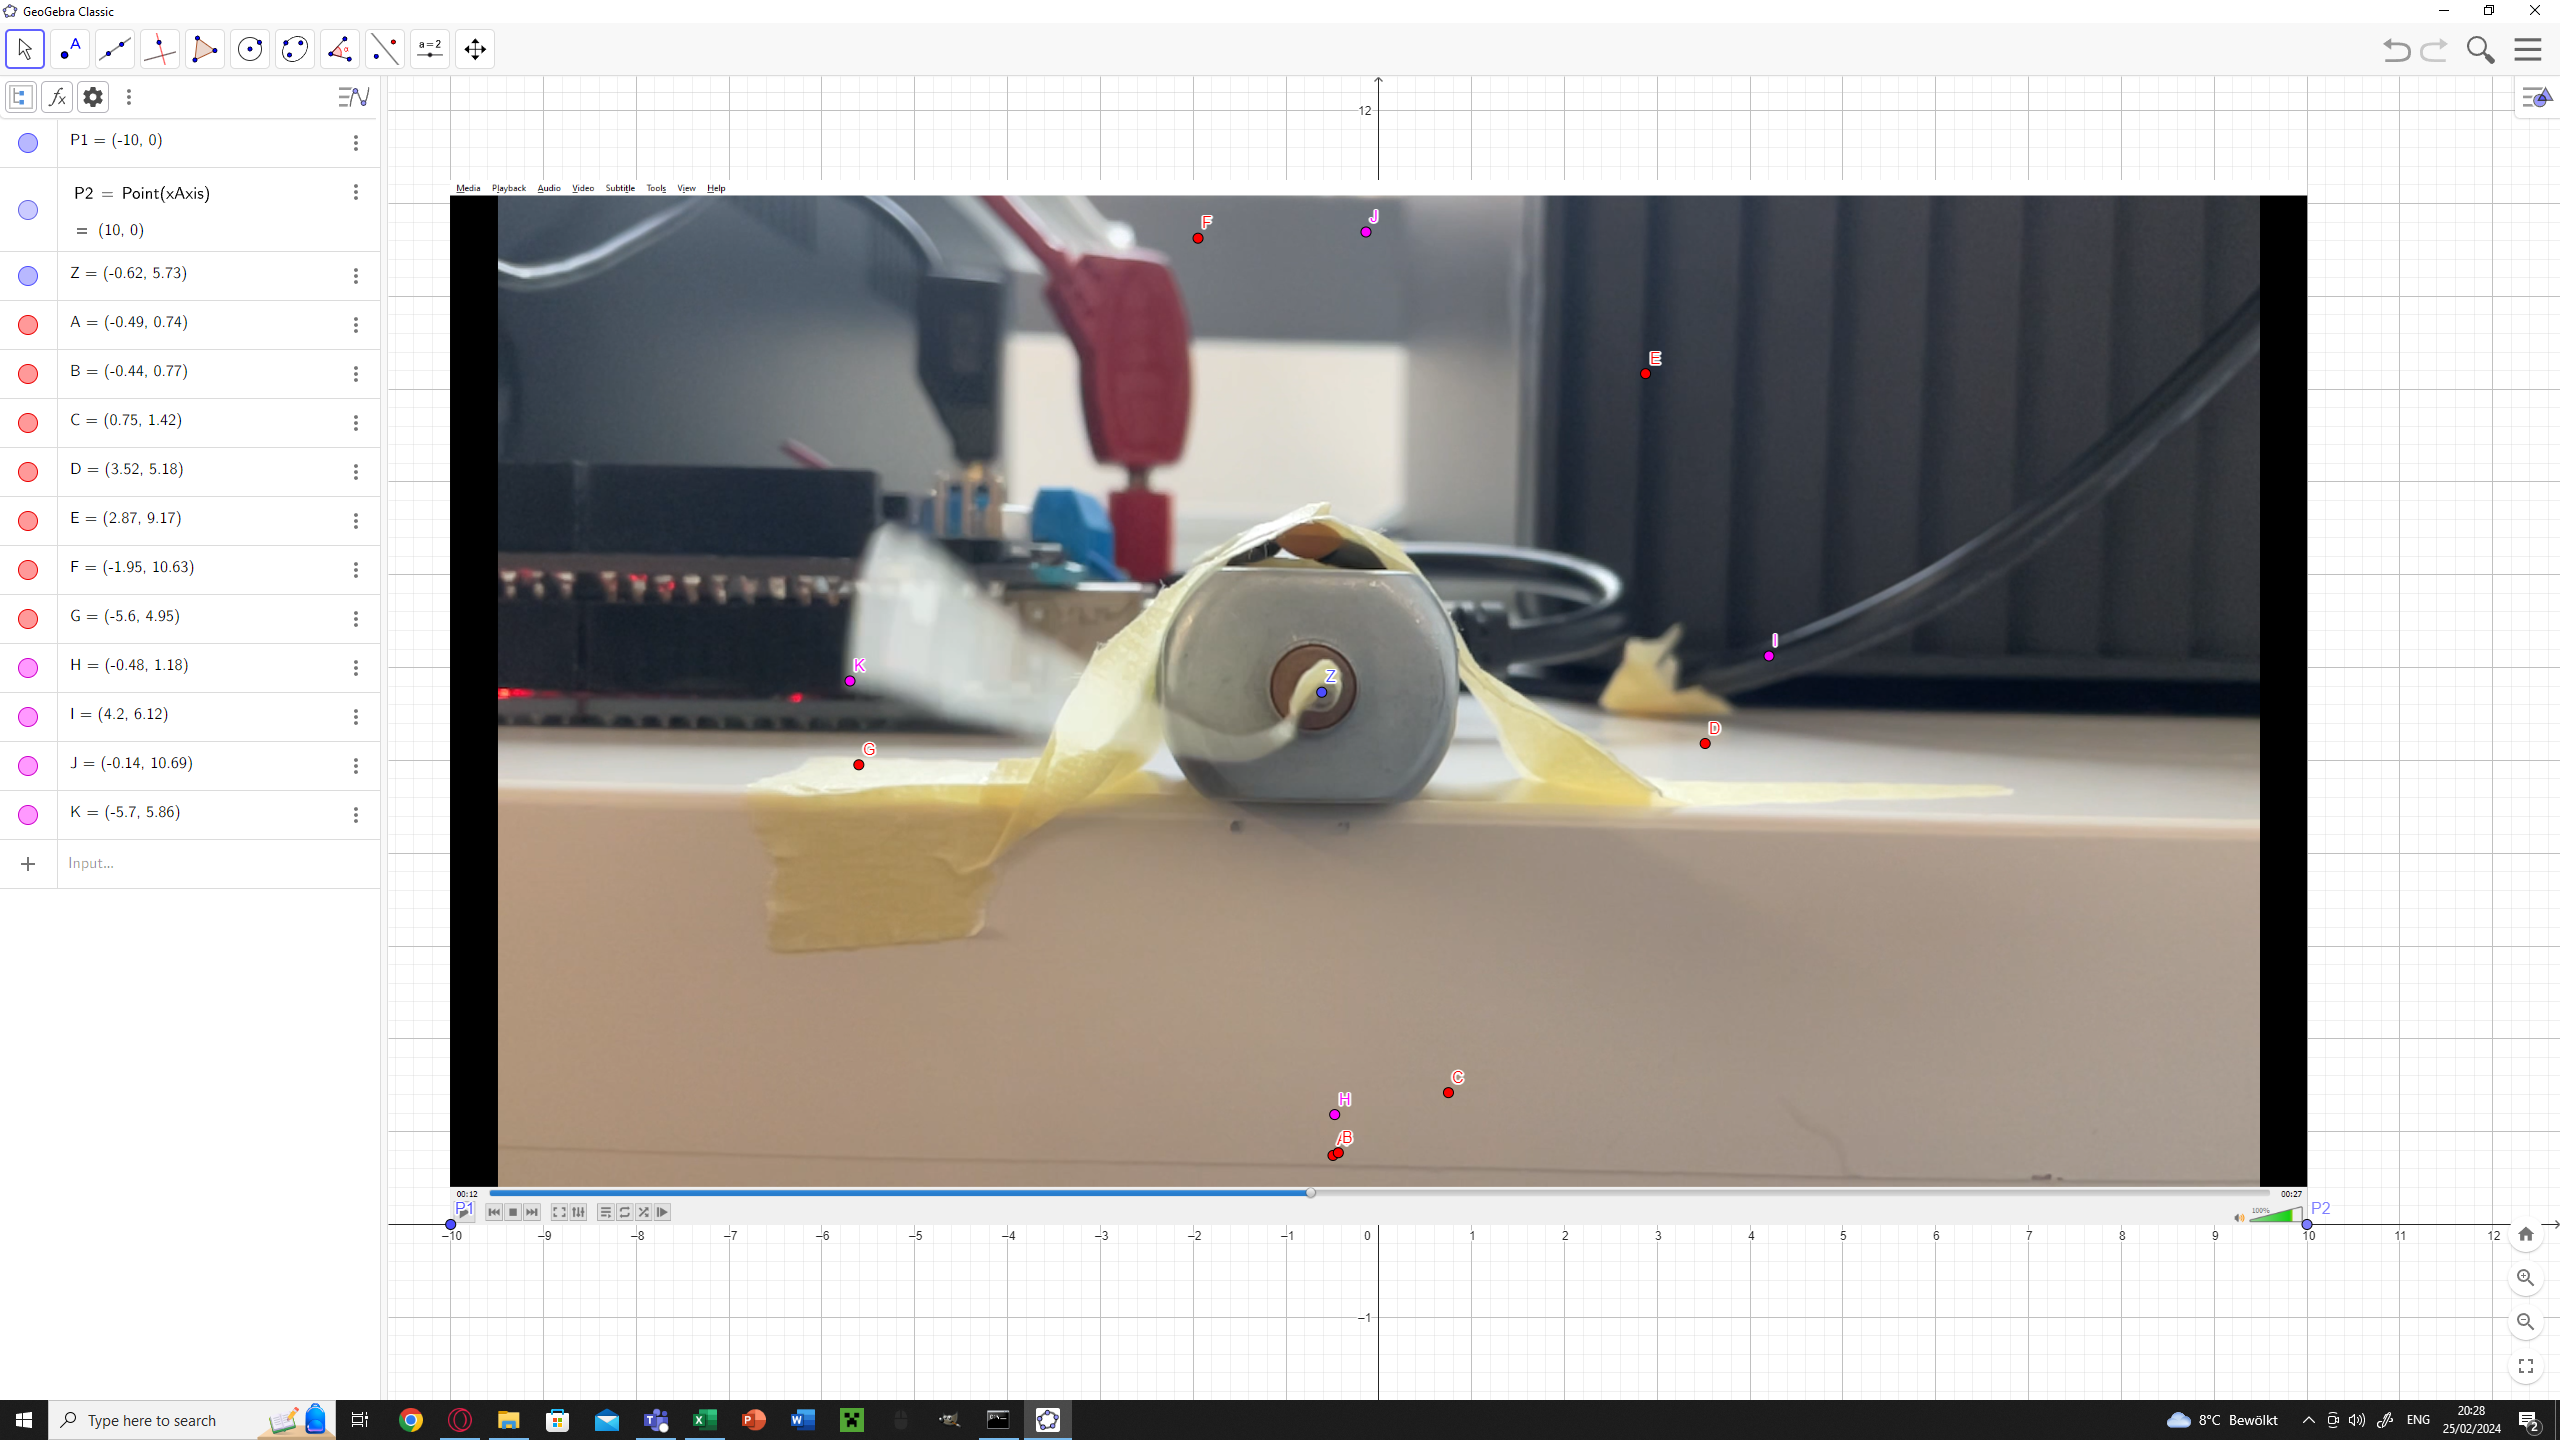 GeoGebra Classic
A
a=2
fx
P1 = (-10, 0)
P2 = Point(xAxis)
= (10, 0)
Z = (-0.62, 5.73)
A = (-0.49, 0.74)
B = (-0.44, 0.77)
C = (0.75, 1.42)
D = (3.52, 5.18)
E = (2.87, 9.17)
F = (-1.95, 10.63)
G = (-5.6, 4.95)
H = (-0.48, 1.18)
I = (4.2, 6.12)
J = (-0.14, 10.69)
K = (-5.7, 5.86)
Input...
12
Media Playback Audio Video Subtitle Tools View Help
F J
E
K Z I
G D
C
H
AB
00:12 00:27
P1 100% P2
–10 –9 –8 –7 –6 –5 –4 –3 –2 –1 0 1 2 3 4 5 6 7 8 9 10 11 12
–1
Type here to search
8°C Bewölkt
ENG
20:28
25/02/2024
2